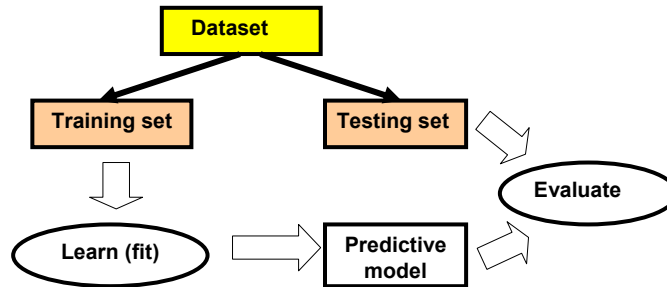 Dataset
Training set
Testing set
Evaluate
Learn (fit)
Predictive
model